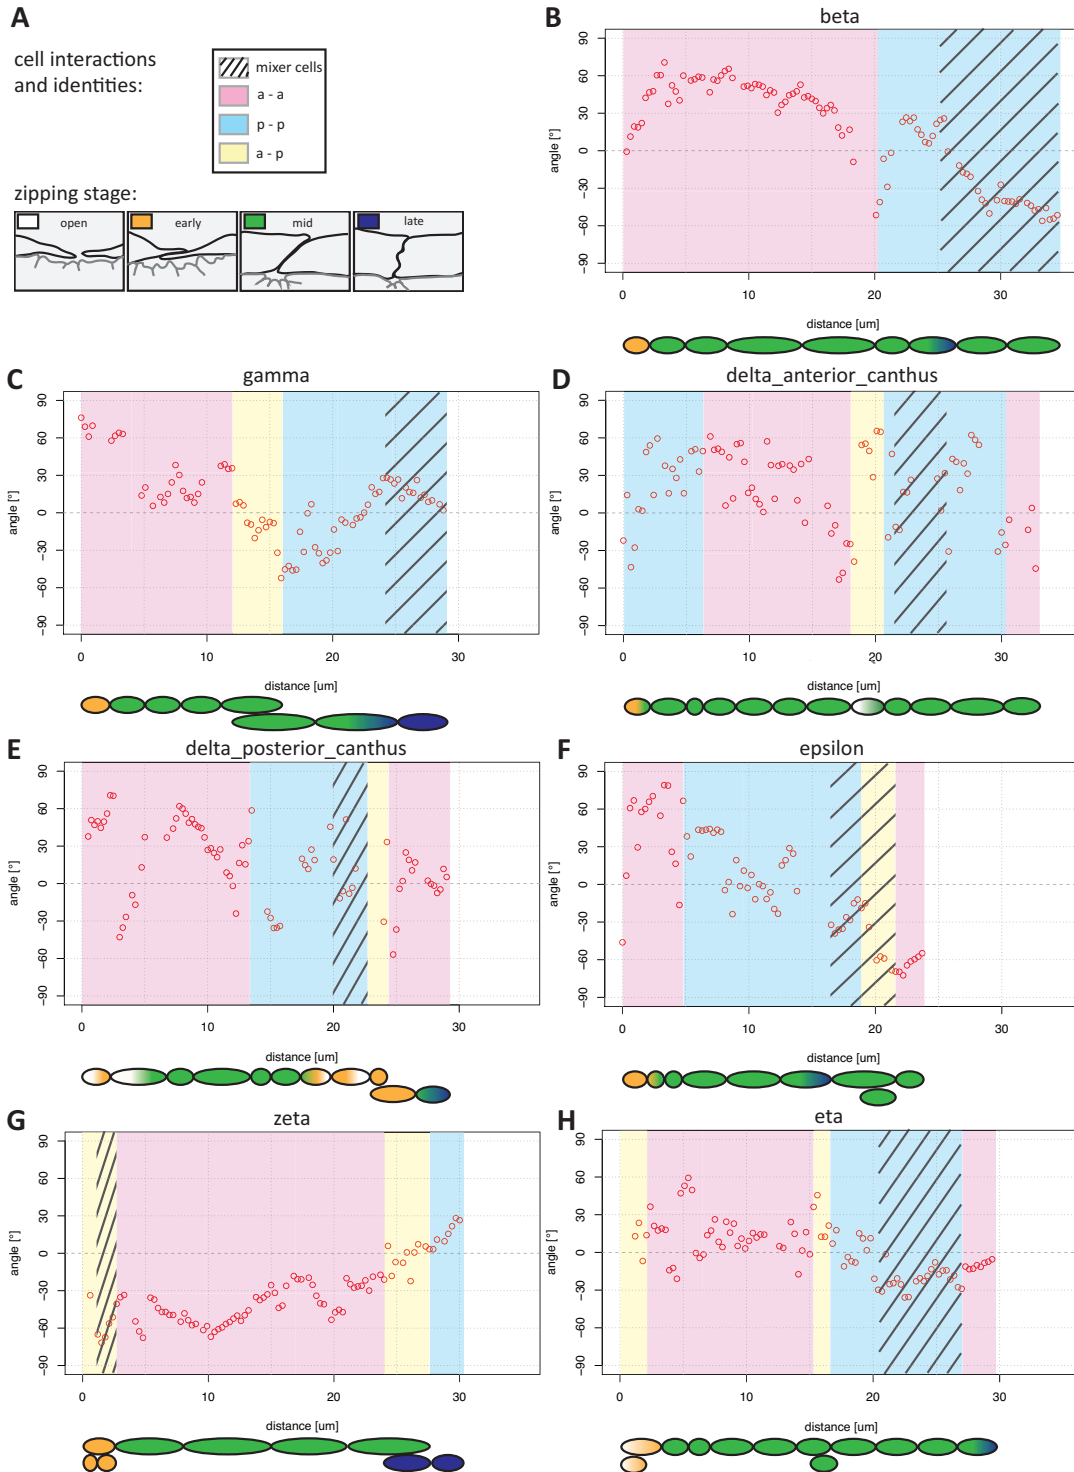 A
cell interactions
and identities:
mixer cells
a - a
p - p
a - p
zipping stage:
open
early
mid
late
B
beta
angle [°]
90
60
30
0
−30
−60
−90
0
10
20
30
distance [um]
C
gamma
angle [°]
90
60
30
0
−30
−60
−90
0
10
20
30
distance [um]
D
delta_anterior_canthus
angle [°]
90
60
30
0
−30
−60
−90
0
10
20
30
distance [um]
E
delta_posterior_canthus
angle [°]
90
60
30
0
−30
−60
−90
0
10
20
30
distance [um]
F
epsilon
angle [°]
90
60
30
0
−30
−60
−90
0
10
20
30
distance [um]
G
zeta
angle [°]
90
60
30
0
−30
−60
−90
0
10
20
30
distance [um]
H
eta
angle [°]
90
60
30
0
−30
−60
−90
0
10
20
30
distance [um]